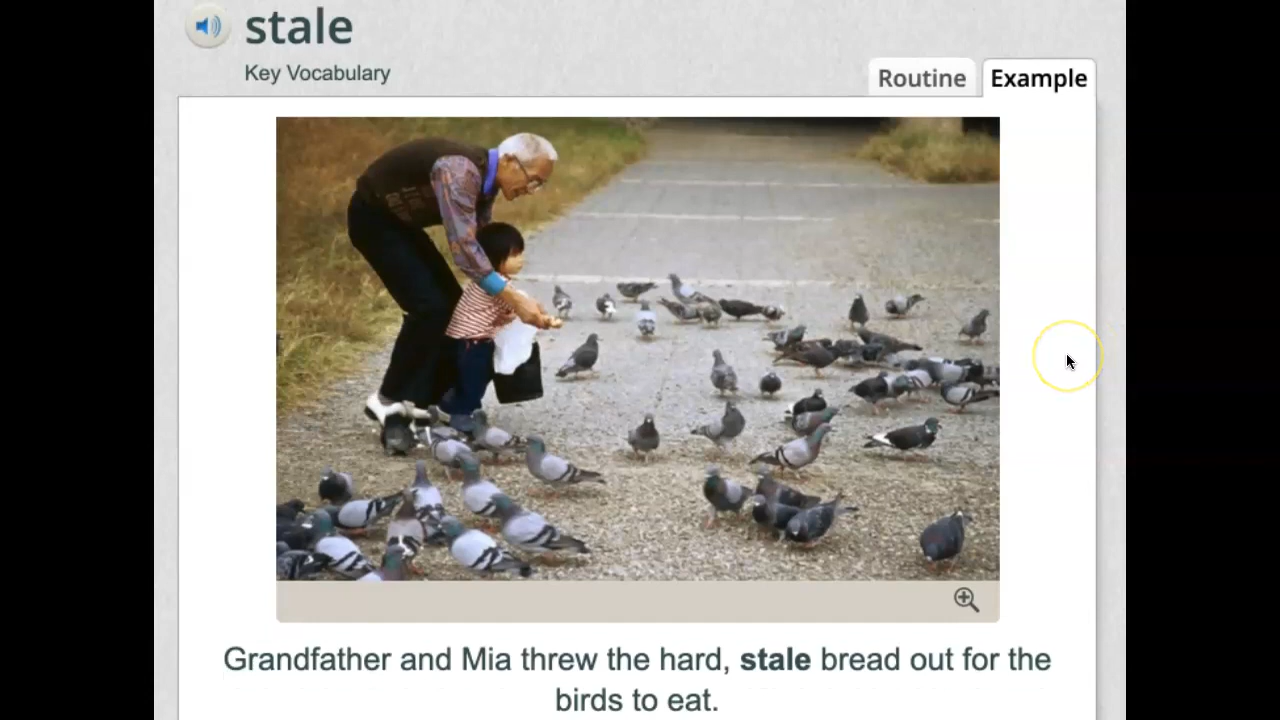 stale
Key Vocabulary
Routine
Example
Grandfather and Mia threw the hard, stale bread out for the
birds to eat.